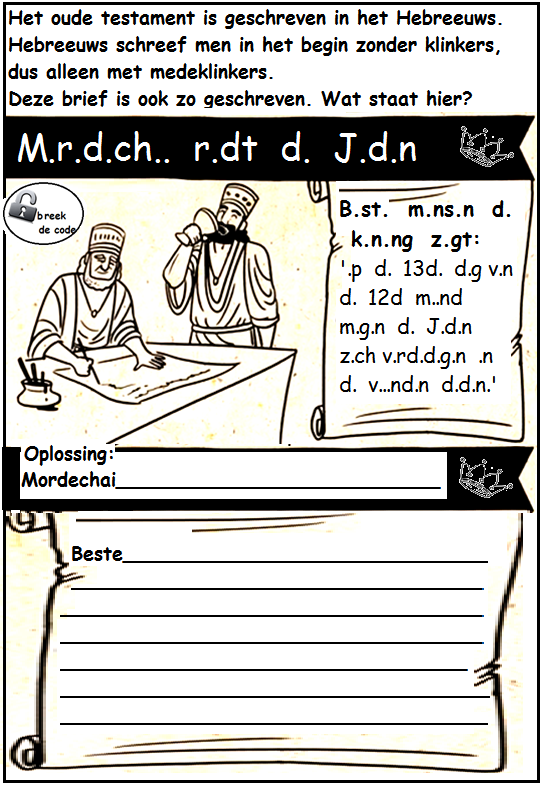 Het oude testament is geschreven in het Hebreeuws.
Hebreeuws schreef men in het begin zonder klinkers,
dus alleen met medeklinkers.
Deze brief is ook zo geschreven. Wat staat hier?
M.r.d.ch.. r.dt d. J.d.n
breek
de code
B.st. m.ns.n d.
k.n.ng z.gt:
'.p d. 13d. d.g v.n
d. 12d m..nd
m.g.n d. J.d.n
z.ch v.rd.d.g.n .n
d. v...nd.n d.d.n.'
Oplossing:
Mordechai______________________________
Beste__________________________________